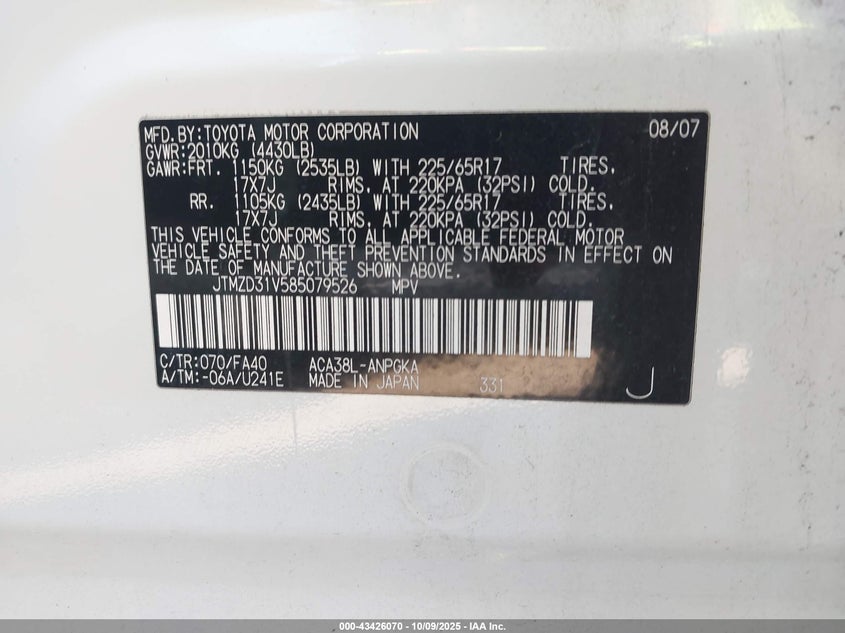 MFD.BY:TOYOTA MOTOR CORPORATION 08/07
GVWR:2010KG (4430LB)
GAWR:FRT. 1150KG (2535LB) WITH 225/65R17 TIRES.
17X7J RIMS. AT 220KPA (32PSI) COLD.
RR. 1105KG (2435LB) WITH 225/65R17 TIRES.
17X7J RIMS. AT 220KPA (32PSI) COLD.
THIS VEHICLE CONFORMS TO ALL APPLICABLE FEDERAL MOTOR
VEHICLE SAFETY AND THEFT PREVENTION STANDARDS IN EFFECT ON
THE DATE OF MANUFACTURE SHOWN ABOVE.
JTMZD31V585079526 MPV
C/TR:070/FA40 ACA38L-ANPGKA
A/TM:-06A/U241E MADE IN JAPAN 331 J
000-43426070 | 10/09/2025 | IAA Inc.